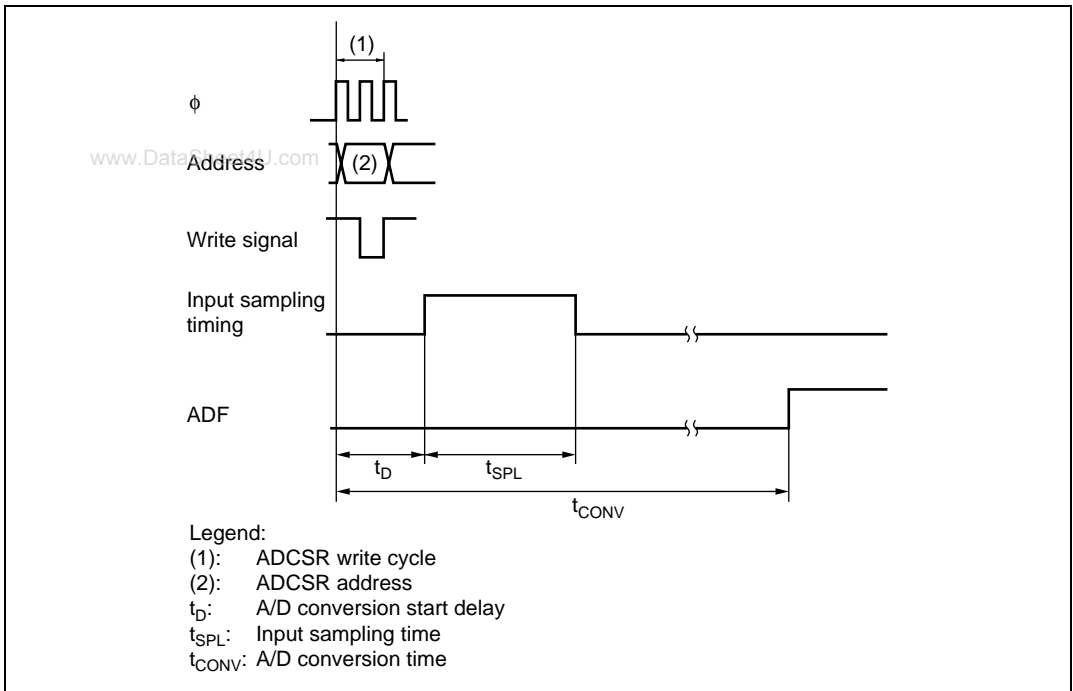 (1)
ϕ
www.DataSheet4U.com
Address
(2)
Write signal
Input sampling
timing
ADF
tD
tSPL
tCONV
Legend:
(1): ADCSR write cycle
(2): ADCSR address
tD: A/D conversion start delay
tSPL: Input sampling time
tCONV: A/D conversion time